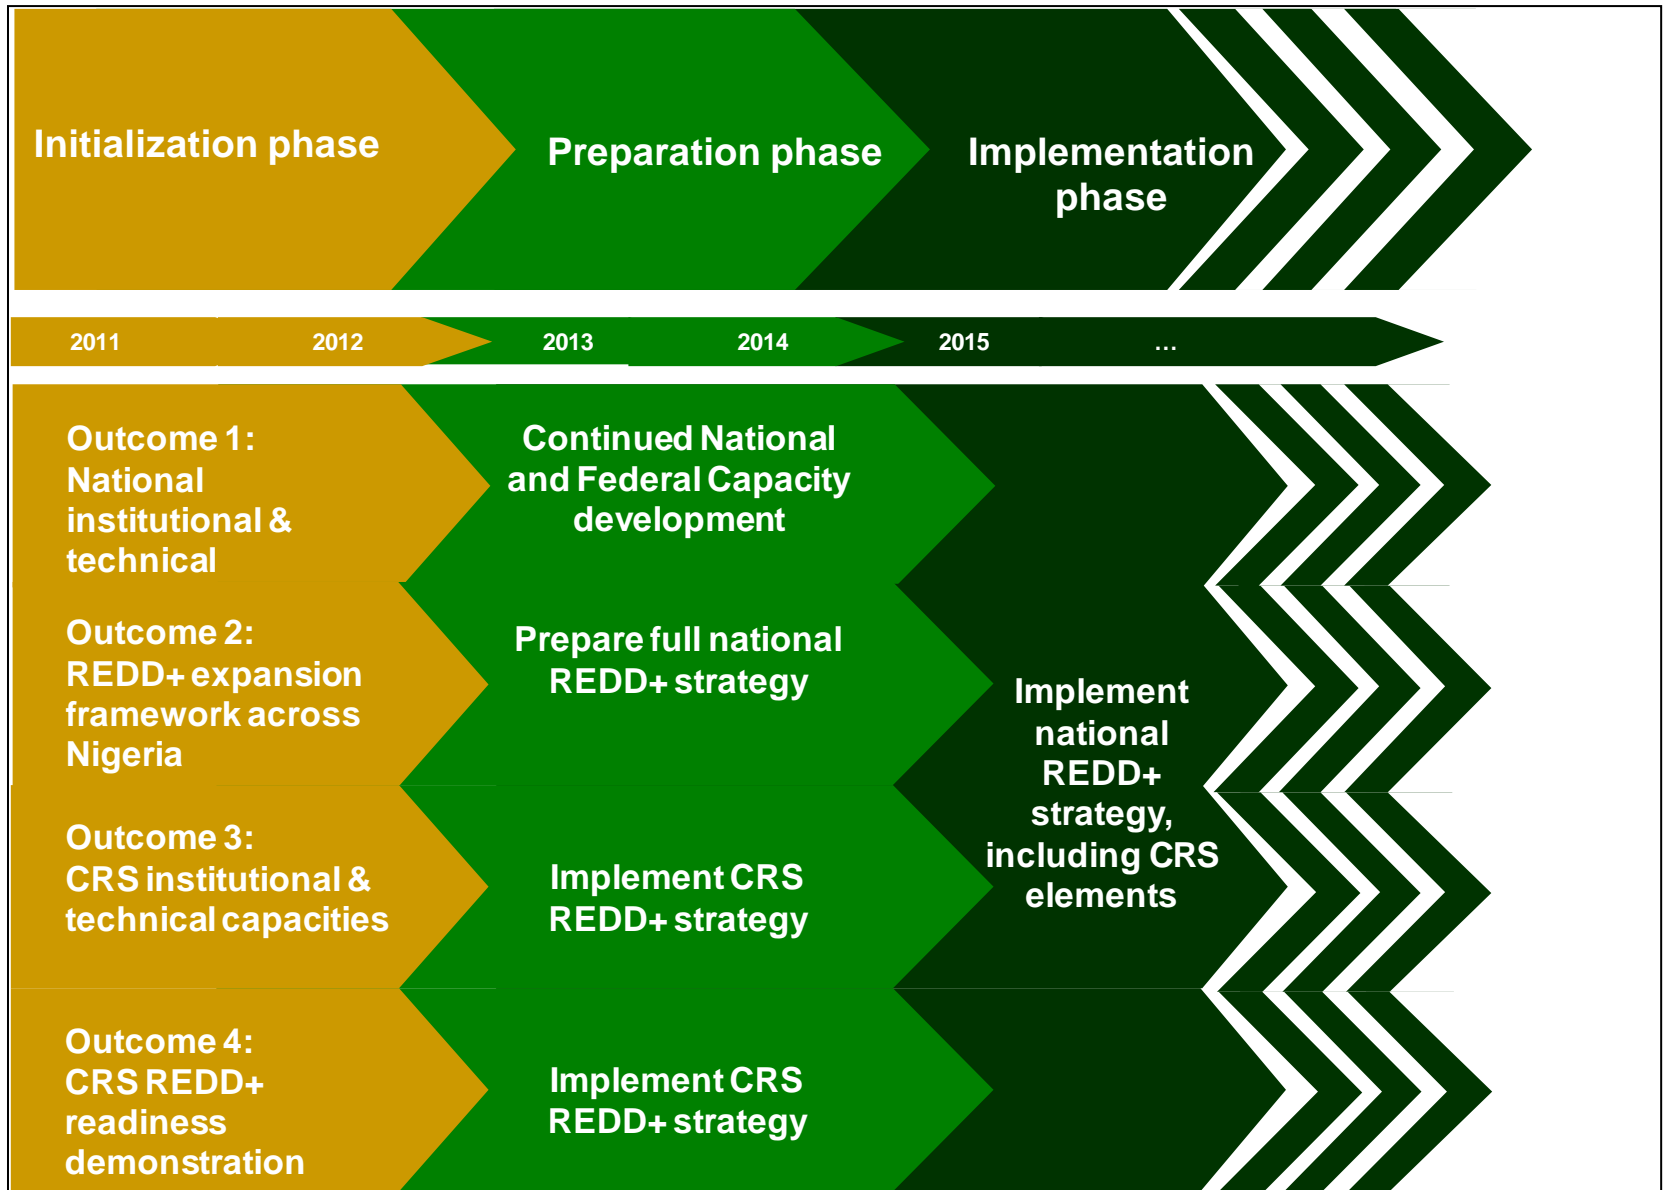 Initialization phase
Preparation phase
Implementation
phase
2011
2012
2013
2014
2015
...
Outcome 1:
National
institutional &
technical
Continued National
and Federal Capacity
development
Outcome 2:
REDD+ expansion
framework across
Nigeria
Prepare full national
REDD+ strategy
Outcome 3:
CRS institutional &
technical capacities
Implement CRS
REDD+ strategy
Outcome 4:
CRS REDD+
readiness
demonstration
Implement CRS
REDD+ strategy
Implement
national
REDD+
strategy,
including CRS
elements